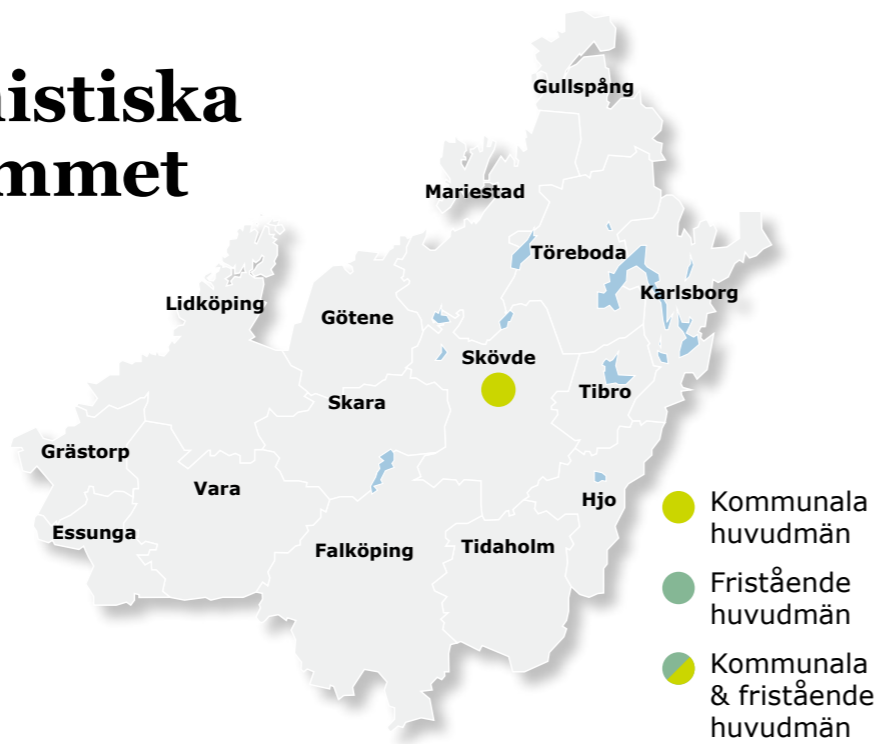 nistiska
mmet
Gullspång
Mariestad
Töreboda
Karlsborg
Lidköping
Götene
Skövde
Tibro
Skara
Grästorp
Vara
Hjo
Essunga
Falköping
Tidaholm
Kommunala
huvudmän
Fristående
huvudmän
Kommunala
& fristående
huvudmän